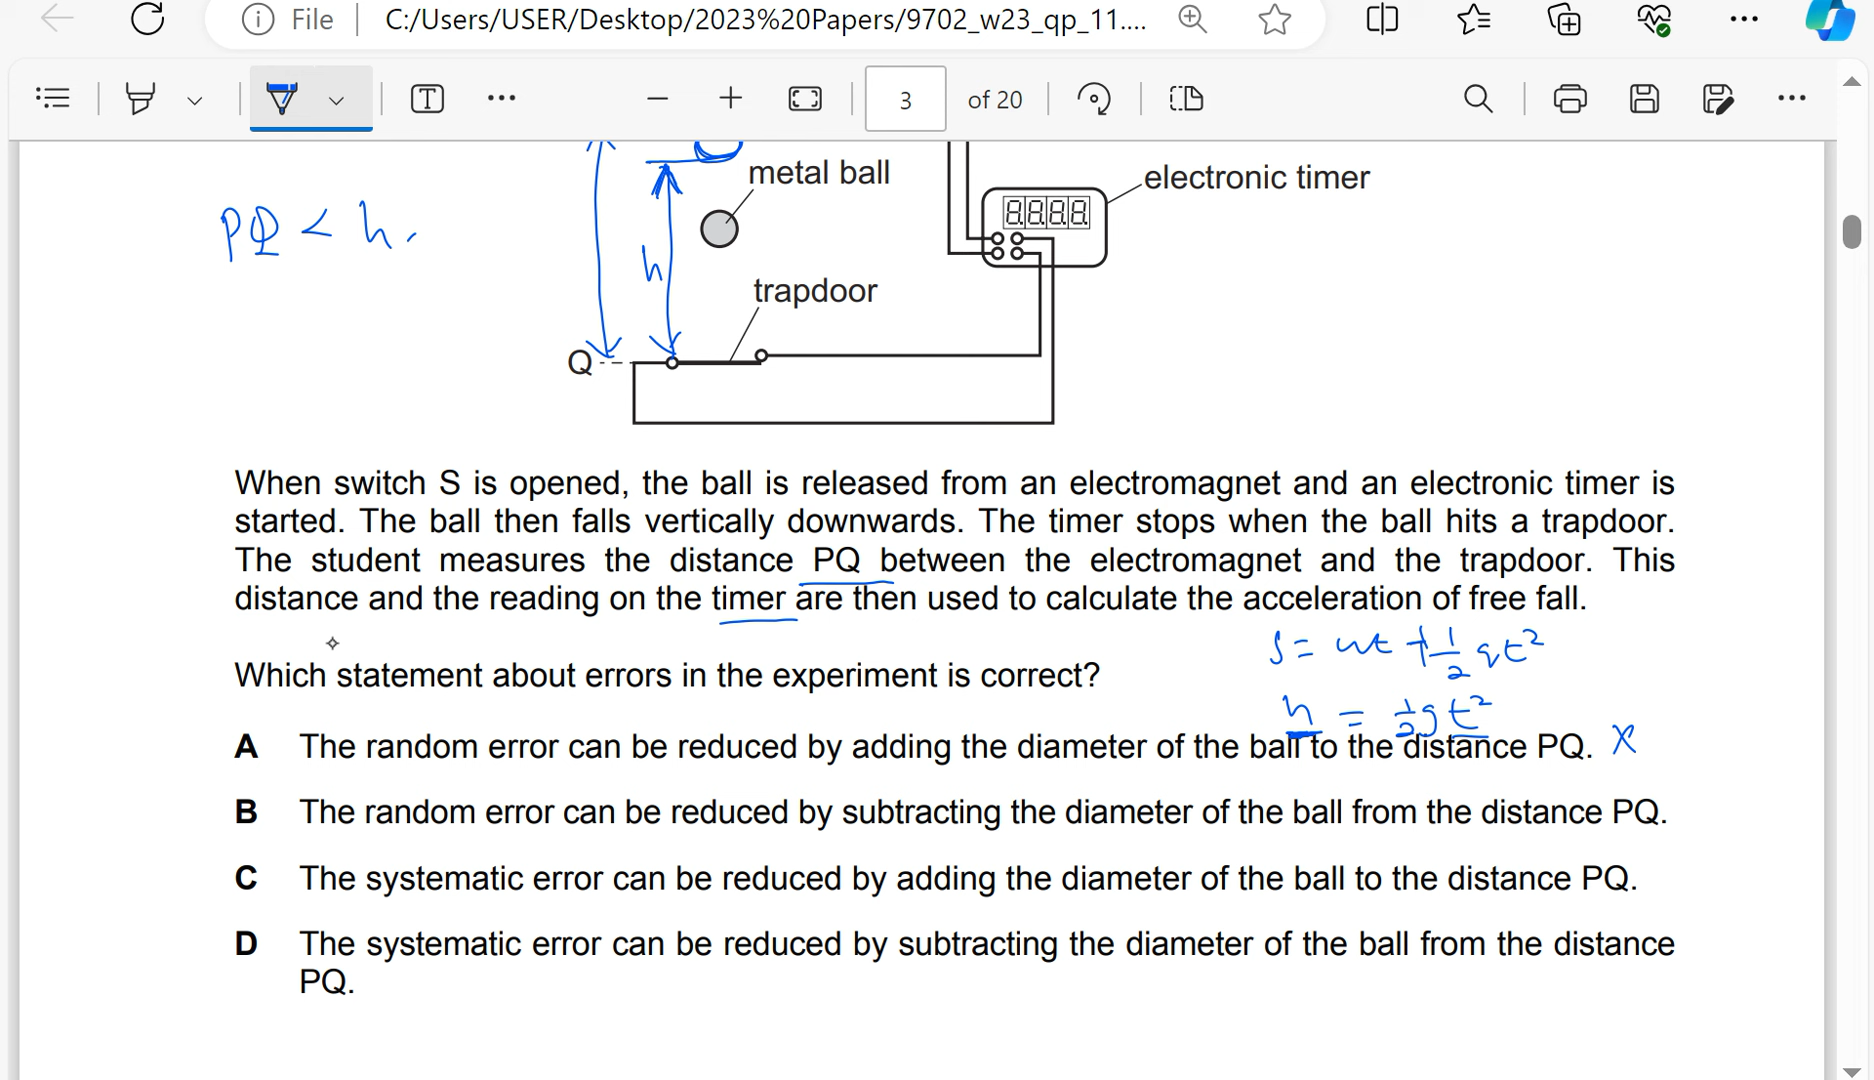 File C:/Users/USER/Desktop/2023%20Papers/9702_w23_qp_11....
3 of 20
metal ball
electronic timer
8.8.8.8
PQ < h.
h
trapdoor
Q
When switch S is opened, the ball is released from an electromagnet and an electronic timer is
started. The ball then falls vertically downwards. The timer stops when the ball hits a trapdoor.
The student measures the distance PQ between the electromagnet and the trapdoor. This
distance and the reading on the timer are then used to calculate the acceleration of free fall.
S = ut + 1/2 at²
Which statement about errors in the experiment is correct?
h = 1/2 g t²
A The random error can be reduced by adding the diameter of the ball to the distance PQ. X
B The random error can be reduced by subtracting the diameter of the ball from the distance PQ.
C The systematic error can be reduced by adding the diameter of the ball to the distance PQ.
D The systematic error can be reduced by subtracting the diameter of the ball from the distance
PQ.